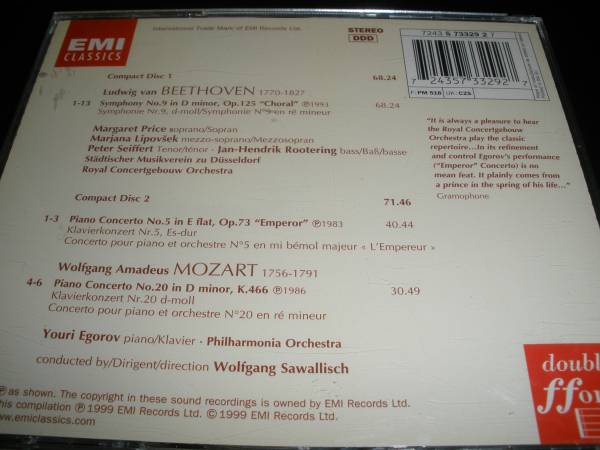 EMI
CLASSICS
International Trade Mark of EMI Records Ltd.
STEREO
DDD
7243 5 73329 2 7
7 24357 33292 7
F: PM 518 UK: CZS
Compact Disc 1 68.24
Ludwig van BEETHOVEN 1770-1827
1-13 Symphony No.9 in D minor, Op.125 "Choral" ℗1993 68.24
Symphonie Nr.9, d-moll/Symphonie N°9 en ré mineur
Margaret Price soprano/Sopran
Marjana Lipovšek mezzo-soprano/Mezzosopran
Peter Seiffert Tenor/ténor · Jan-Hendrik Rootering bass/Baß/basse
Städtischer Musikverein zu Düsseldorf
Royal Concertgebouw Orchestra
"It is always a pleasure to hear
the Royal Concertgebouw
Orchestra play the classic
repertoire...In its refinement
and control Egorov's performance
("Emperor" Concerto) is no
mean feat. It plainly comes from
a prince in the spring of his life..."
Gramophone.
Compact Disc 2 71.46
1-3 Piano Concerto No.5 in E flat, Op.73 "Emperor" ℗1983 40.44
Klavierkonzert Nr.5, Es-dur
Concerto pour piano et orchestre N°5 en mi bémol majeur « L'Empereur »
Wolfgang Amadeus MOZART 1756-1791
4-6 Piano Concerto No.20 in D minor, K.466 ℗1986 30.49
Klavierkonzert Nr.20 d-moll
Concerto pour piano et orchestre N°20 en ré mineur
Youri Egorov piano/Klavier · Philharmonia Orchestra
conducted by/Dirigent/direction Wolfgang Sawallisch
℗ as shown. The copyright in these sound recordings is owned by EMI Records Ltd.
his compilation ℗ 1999 EMI Records Ltd. © 1999 EMI Records Ltd.
www.emiclassics.com
doubl
ffor